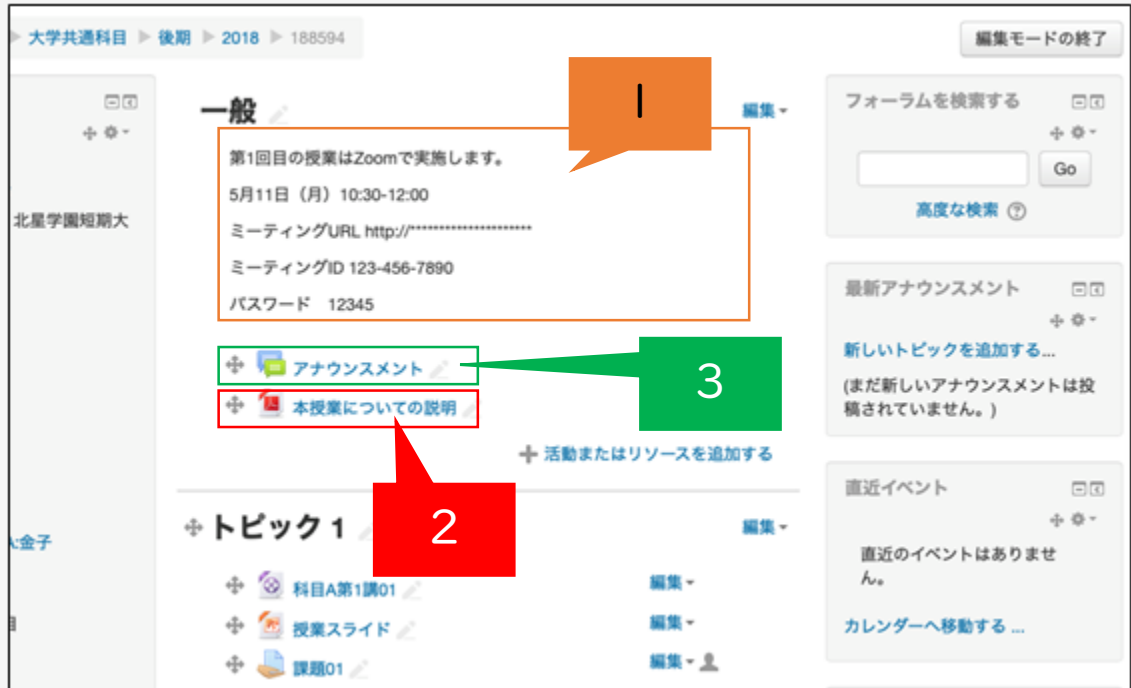 大学共通科目 ▶ 後期 ▶ 2018 ▶ 188594
編集モードの終了
北星学園短期大
金子
一般
編集
1
第1回目の授業はZoomで実施します。
5月11日（月）10:30-12:00
ミーティングURL http://**********************
ミーティングID 123-456-7890
パスワード　12345
アナウンスメント
3
本授業についての説明
2
活動またはリソースを追加する
トピック 1
編集
科目A第1講01
編集
授業スライド
編集
課題01
編集
フォーラムを検索する
Go
高度な検索
最新アナウンスメント
新しいトピックを追加する...
(まだ新しいアナウンスメントは投
稿されていません。)
直近イベント
直近のイベントはありませ
ん。
カレンダーへ移動する ...